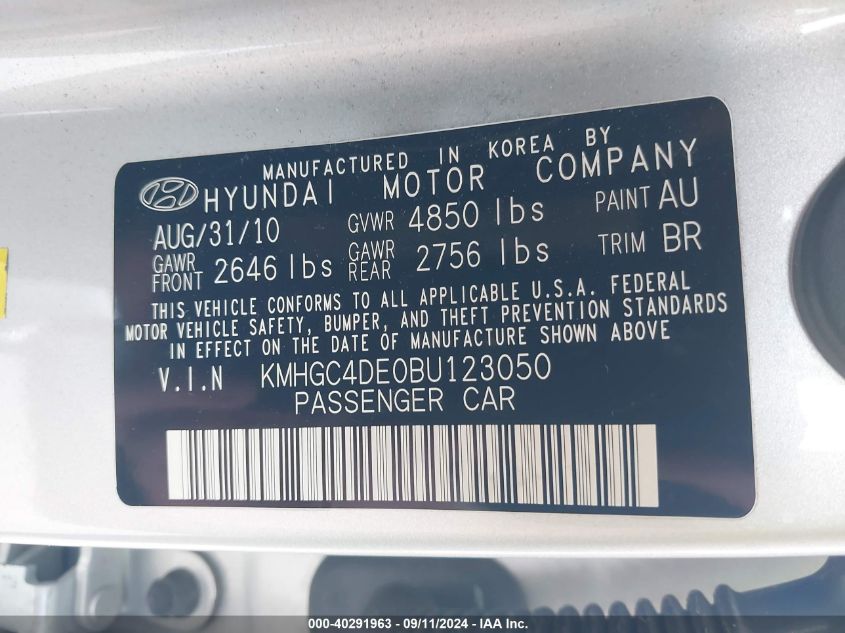 MANUFACTURED IN KOREA BY
HYUNDAI MOTOR COMPANY
AUG/31/10 GVWR 4850 lbs PAINT AU
GAWR FRONT 2646 lbs GAWR REAR 2756 lbs TRIM BR
THIS VEHICLE CONFORMS TO ALL APPLICABLE U.S.A. FEDERAL
MOTOR VEHICLE SAFETY, BUMPER, AND THEFT PREVENTION STANDARDS
IN EFFECT ON THE DATE OF MANUFACTURE SHOWN ABOVE
V.I.N KMHGC4DE0BU123050
PASSENGER CAR
000-40291963 - 09/11/2024 - IAA Inc.